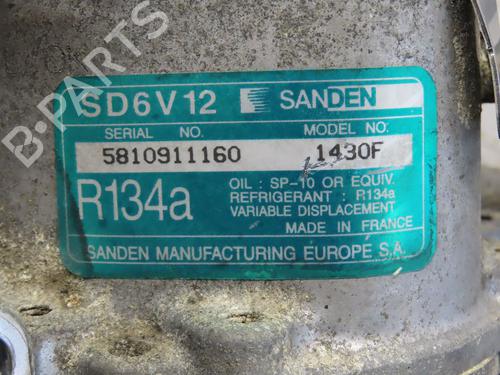 B-PARTS
SD6V12 SANDEN
SERIAL NO. MODEL NO.
5810911160 1430F
R134a
OIL : SP-10 OR EQUIV.
REFRIGERANT : R134a
VARIABLE DISPLACEMENT
MADE IN FRANCE
SANDEN MANUFACTURING EUROPE S.A.